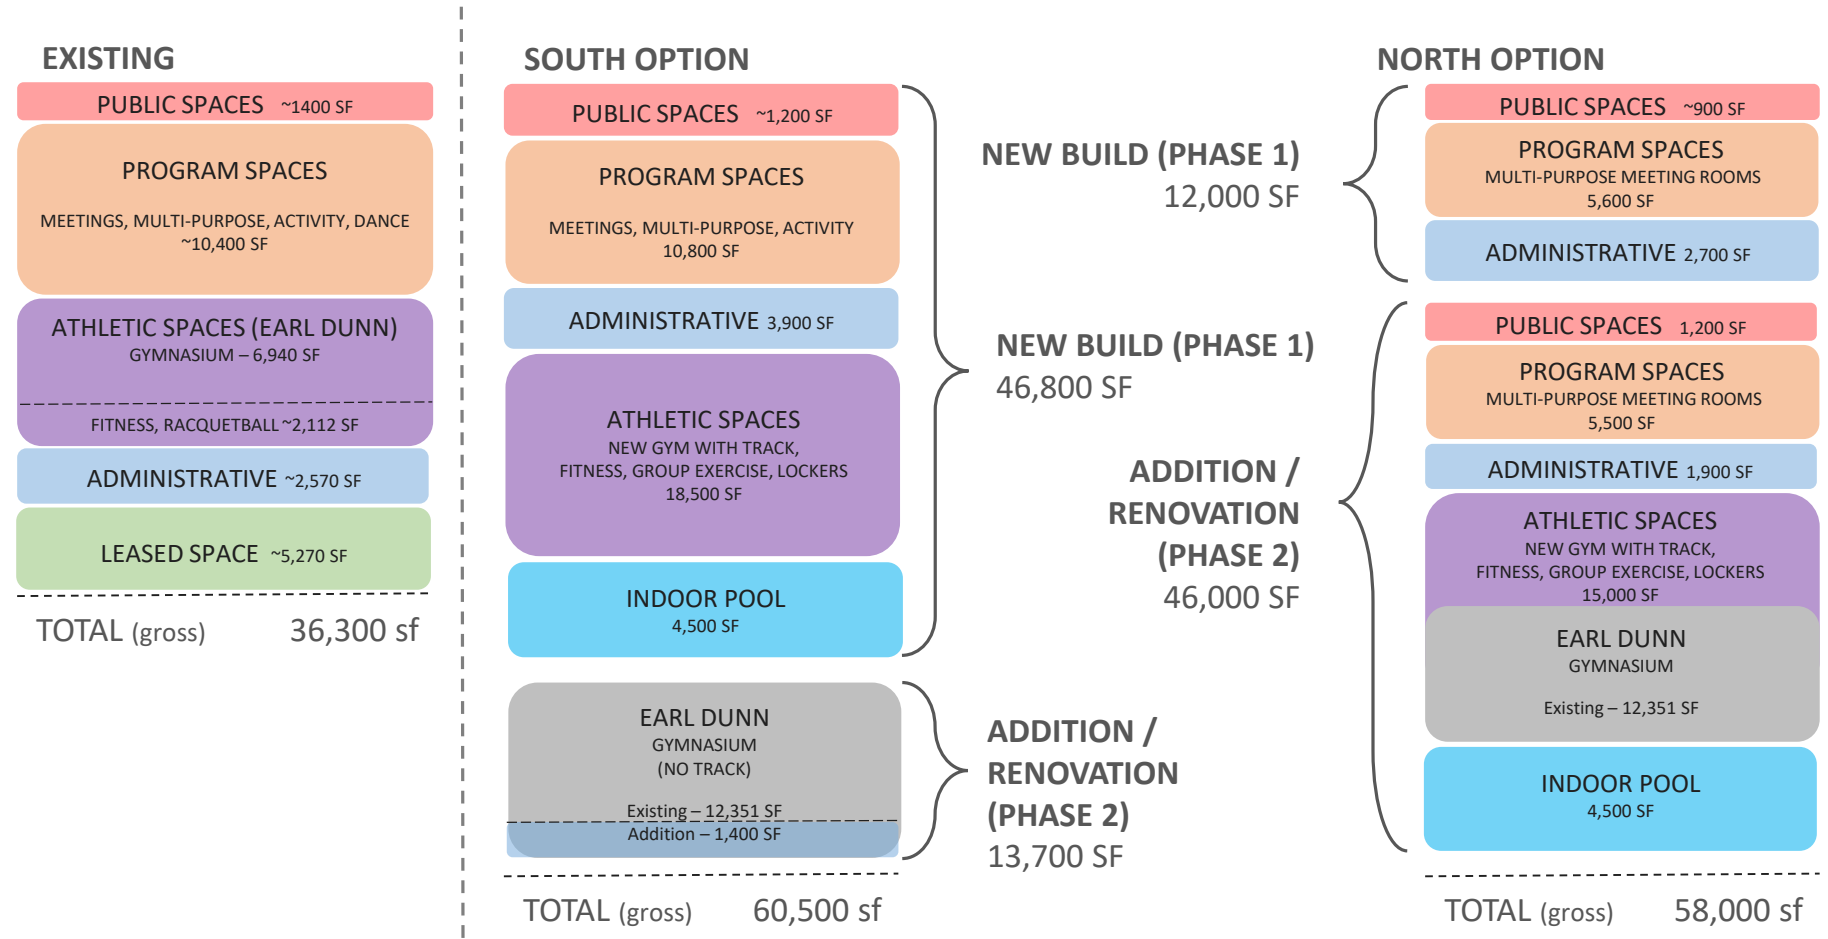 EXISTING
PUBLIC SPACES ~1400 SF
PROGRAM SPACES
MEETINGS, MULTI-PURPOSE, ACTIVITY, DANCE
~10,400 SF
ATHLETIC SPACES (EARL DUNN)
GYMNASIUM – 6,940 SF
FITNESS, RACQUETBALL ~2,112 SF
ADMINISTRATIVE ~2,570 SF
LEASED SPACE ~5,270 SF
TOTAL (gross) 36,300 sf
SOUTH OPTION
PUBLIC SPACES ~1,200 SF
PROGRAM SPACES
MEETINGS, MULTI-PURPOSE, ACTIVITY
10,800 SF
ADMINISTRATIVE 3,900 SF
ATHLETIC SPACES
NEW GYM WITH TRACK,
FITNESS, GROUP EXERCISE, LOCKERS
18,500 SF
INDOOR POOL
4,500 SF
NEW BUILD (PHASE 1)
46,800 SF
EARL DUNN
GYMNASIUM
(NO TRACK)
Existing – 12,351 SF
Addition – 1,400 SF
ADDITION /
RENOVATION
(PHASE 2)
13,700 SF
TOTAL (gross) 60,500 sf
NORTH OPTION
NEW BUILD (PHASE 1)
12,000 SF
PUBLIC SPACES ~900 SF
PROGRAM SPACES
MULTI-PURPOSE MEETING ROOMS
5,600 SF
ADMINISTRATIVE 2,700 SF
ADDITION /
RENOVATION
(PHASE 2)
46,000 SF
PUBLIC SPACES 1,200 SF
PROGRAM SPACES
MULTI-PURPOSE MEETING ROOMS
5,500 SF
ADMINISTRATIVE 1,900 SF
ATHLETIC SPACES
NEW GYM WITH TRACK,
FITNESS, GROUP EXERCISE, LOCKERS
15,000 SF
EARL DUNN
GYMNASIUM
Existing – 12,351 SF
INDOOR POOL
4,500 SF
TOTAL (gross) 58,000 sf